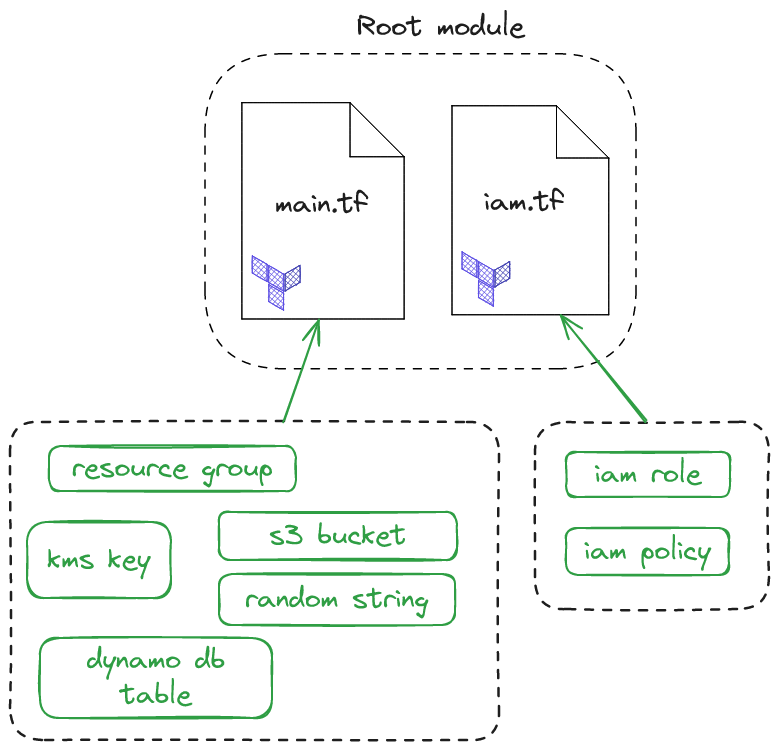 Root module
main.tf
iam.tf
resource group
kms key
s3 bucket
random string
dynamo db
table
iam role
iam policy